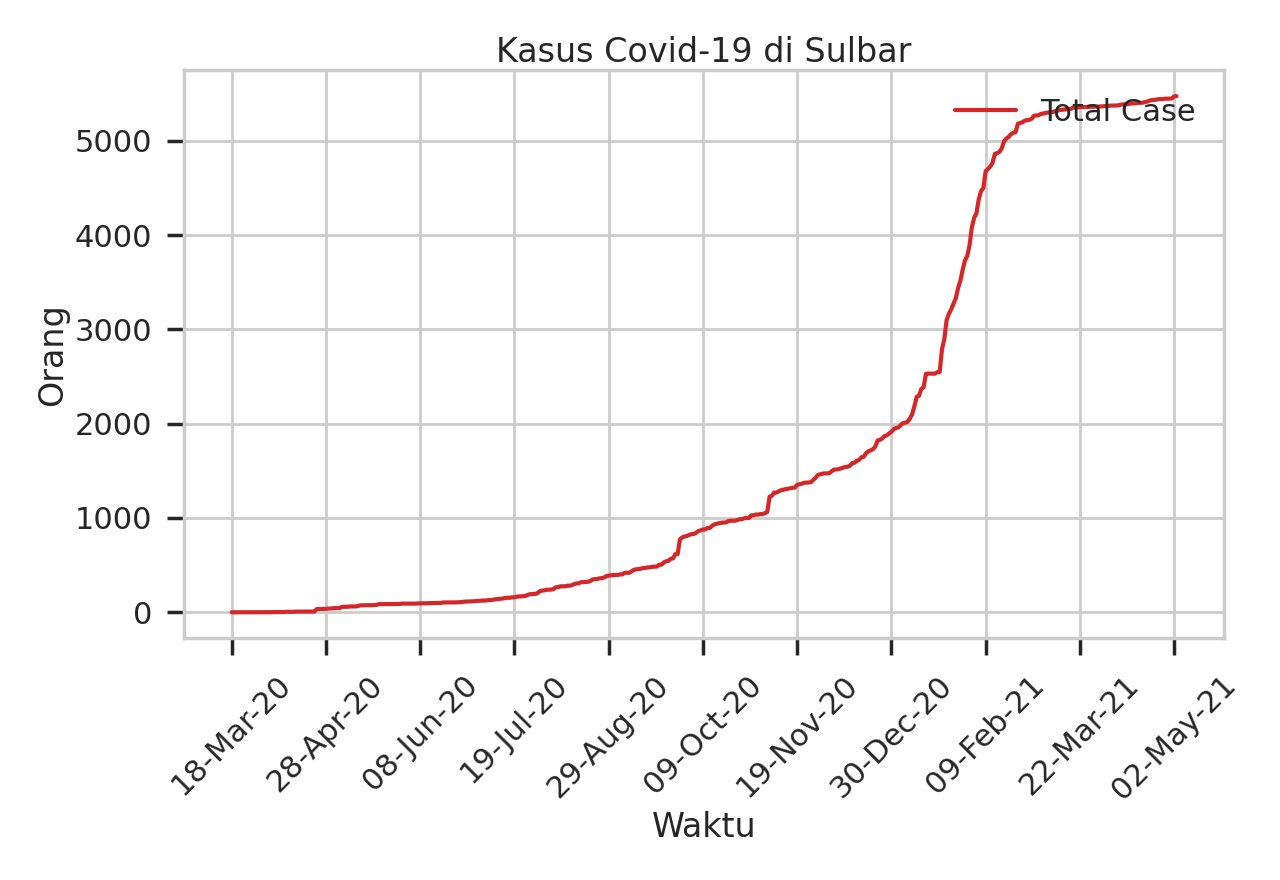 Kasus Covid-19 di Sulbar
Total Case
Orang
5000
4000
3000
2000
1000
0
18-Mar-20
28-Apr-20
08-Jun-20
19-Jul-20
29-Aug-20
09-Oct-20
19-Nov-20
30-Dec-20
09-Feb-21
22-Mar-21
02-May-21
Waktu